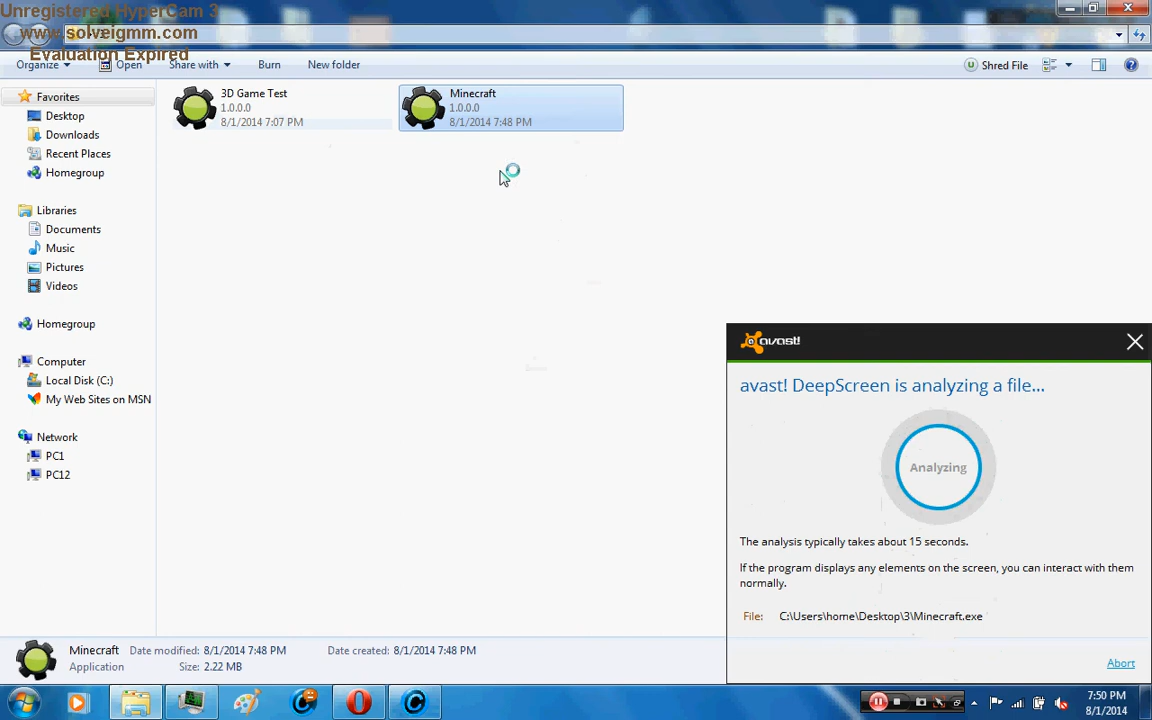 Unregistered HyperCam 3
www.solveigmm.com
Evaluation Expired
Organize
Open
Share with
Burn
New folder
Shred File
Favorites
Desktop
Downloads
Recent Places
Homegroup
Libraries
Documents
Music
Pictures
Videos
Homegroup
Computer
Local Disk (C:)
My Web Sites on MSN
Network
PC1
PC12
3D Game Test
1.0.0.0
8/1/2014 7:07 PM
Minecraft
1.0.0.0
8/1/2014 7:48 PM
avast!
avast! DeepScreen is analyzing a file...
Analyzing
The analysis typically takes about 15 seconds.
If the program displays any elements on the screen, you can interact with them
normally.
File: C:\Users\home\Desktop\3\Minecraft.exe
Abort
Minecraft Date modified: 8/1/2014 7:48 PM Date created: 8/1/2014 7:48 PM
Application Size: 2.22 MB
7:50 PM
8/1/2014